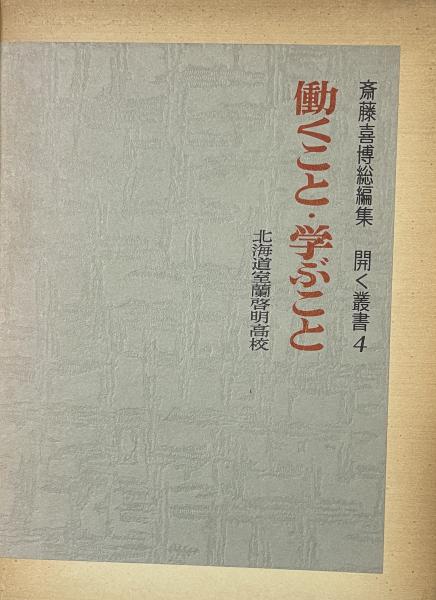 斎藤喜博総編集 開く叢書4
働くこと・学ぶこと
北海道室蘭啓明高校